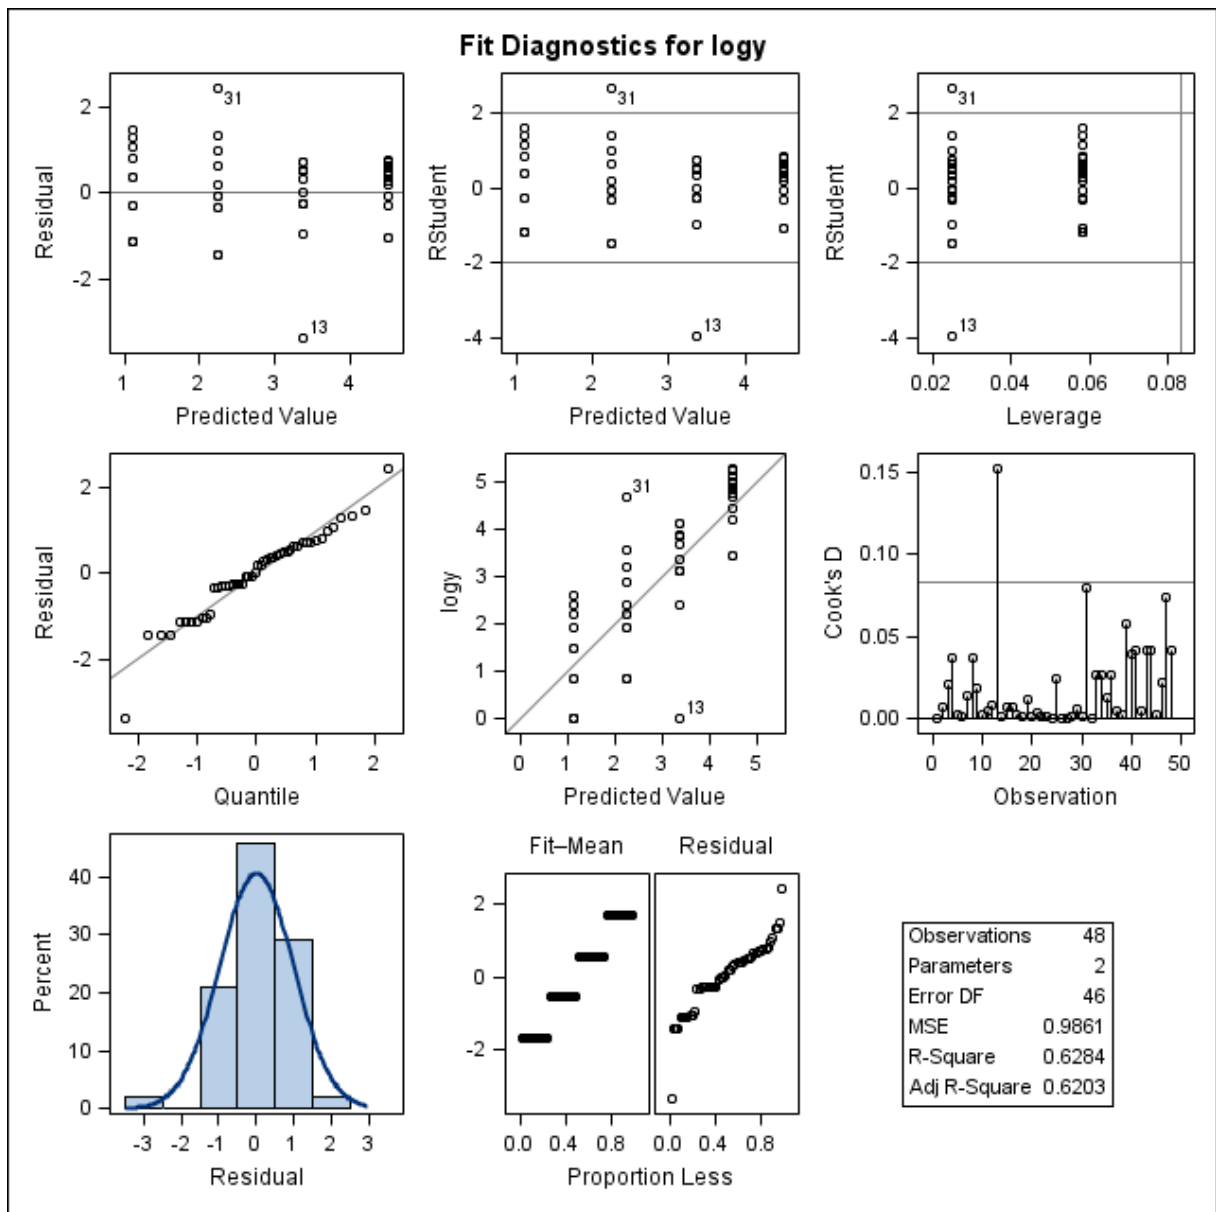 Fit Diagnostics for logy
Residual
2
0
-2
31
13
1 2 3 4
Predicted Value
RStudent
2
0
-2
-4
31
13
1 2 3 4
Predicted Value
RStudent
2
0
-2
-4
31
13
0.02 0.04 0.06 0.08
Leverage
Residual
2
0
-2
-2 -1 0 1 2
Quantile
logy
5
4
3
2
1
0
31
13
0 1 2 3 4 5
Predicted Value
Cook's D
0.15
0.10
0.05
0.00
0 10 20 30 40 50
Observation
Percent
40
30
20
10
0
-3 -2 -1 0 1 2 3
Residual
Fit–Mean Residual
2
0
-2
0.0 0.4 0.8 0.0 0.4 0.8
Proportion Less
Observations 48
Parameters 2
Error DF 46
MSE 0.9861
R-Square 0.6284
Adj R-Square 0.6203